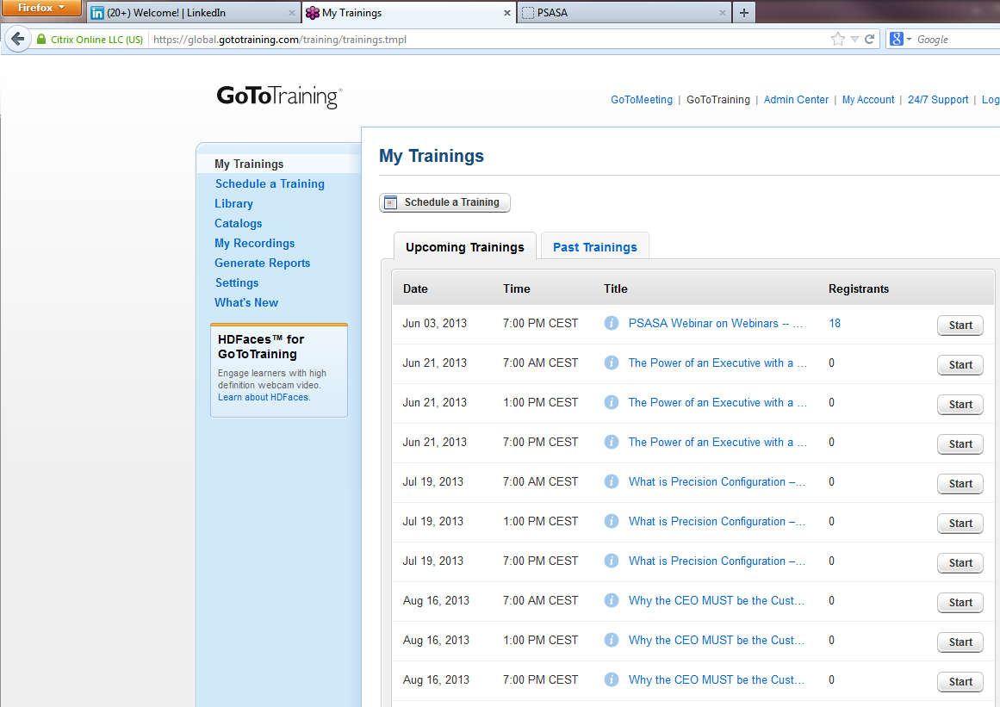 Firefox
(20+) Welcome! | LinkedIn
My Trainings
PSASA
Citrix Online LLC (US) https://global.gototraining.com/training/trainings.tmpl
Google
GoToTraining®
GoToMeeting | GoToTraining | Admin Center | My Account | 24/7 Support | Log
My Trainings
Schedule a Training
Library
Catalogs
My Recordings
Generate Reports
Settings
What's New
HDFaces™ for
GoToTraining
Engage learners with high
definition webcam video.
Learn about HDFaces.
My Trainings
Schedule a Training
Upcoming Trainings Past Trainings
Date Time Title Registrants
Jun 03, 2013 7:00 PM CEST PSASA Webinar on Webinars -- ... 18 Start
Jun 21, 2013 7:00 AM CEST The Power of an Executive with a ... 0 Start
Jun 21, 2013 1:00 PM CEST The Power of an Executive with a ... 0 Start
Jun 21, 2013 7:00 PM CEST The Power of an Executive with a ... 0 Start
Jul 19, 2013 7:00 AM CEST What is Precision Configuration –... 0 Start
Jul 19, 2013 1:00 PM CEST What is Precision Configuration –... 0 Start
Jul 19, 2013 7:00 PM CEST What is Precision Configuration –... 0 Start
Aug 16, 2013 7:00 AM CEST Why the CEO MUST be the Cust... 0 Start
Aug 16, 2013 1:00 PM CEST Why the CEO MUST be the Cust... 0 Start
Aug 16, 2013 7:00 PM CEST Why the CEO MUST be the Cust... 0 Start